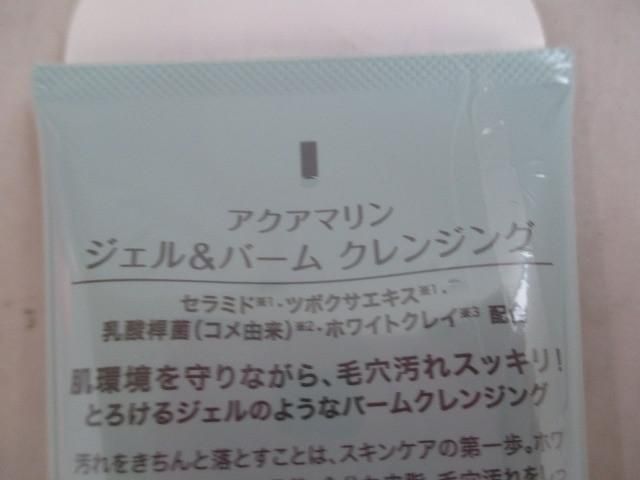 アクアマリン
ジェル&バーム クレンジング
セラミド※1・ツボクサエキス※1・
乳酸桿菌(コメ由来)※2・ホワイトクレイ※3 配合
肌環境を守りながら、毛穴汚れスッキリ!
とろけるジェルのようなバームクレンジング
汚れをきちんと落とすことは、スキンケアの第一歩。ホワ